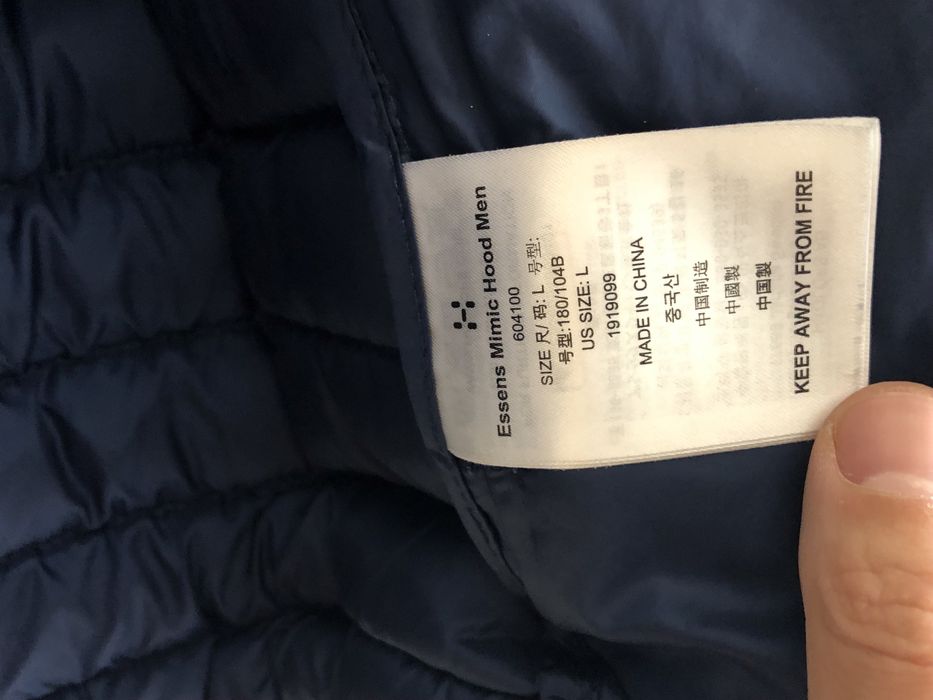 Essens Mimic Hood Men
604100
SIZE 尺/ 码: L 号型:
号型:180/104B
US SIZE: L
1919099
MADE IN CHINA
중국산
中国制造
中國製
中国製
KEEP AWAY FROM FIRE